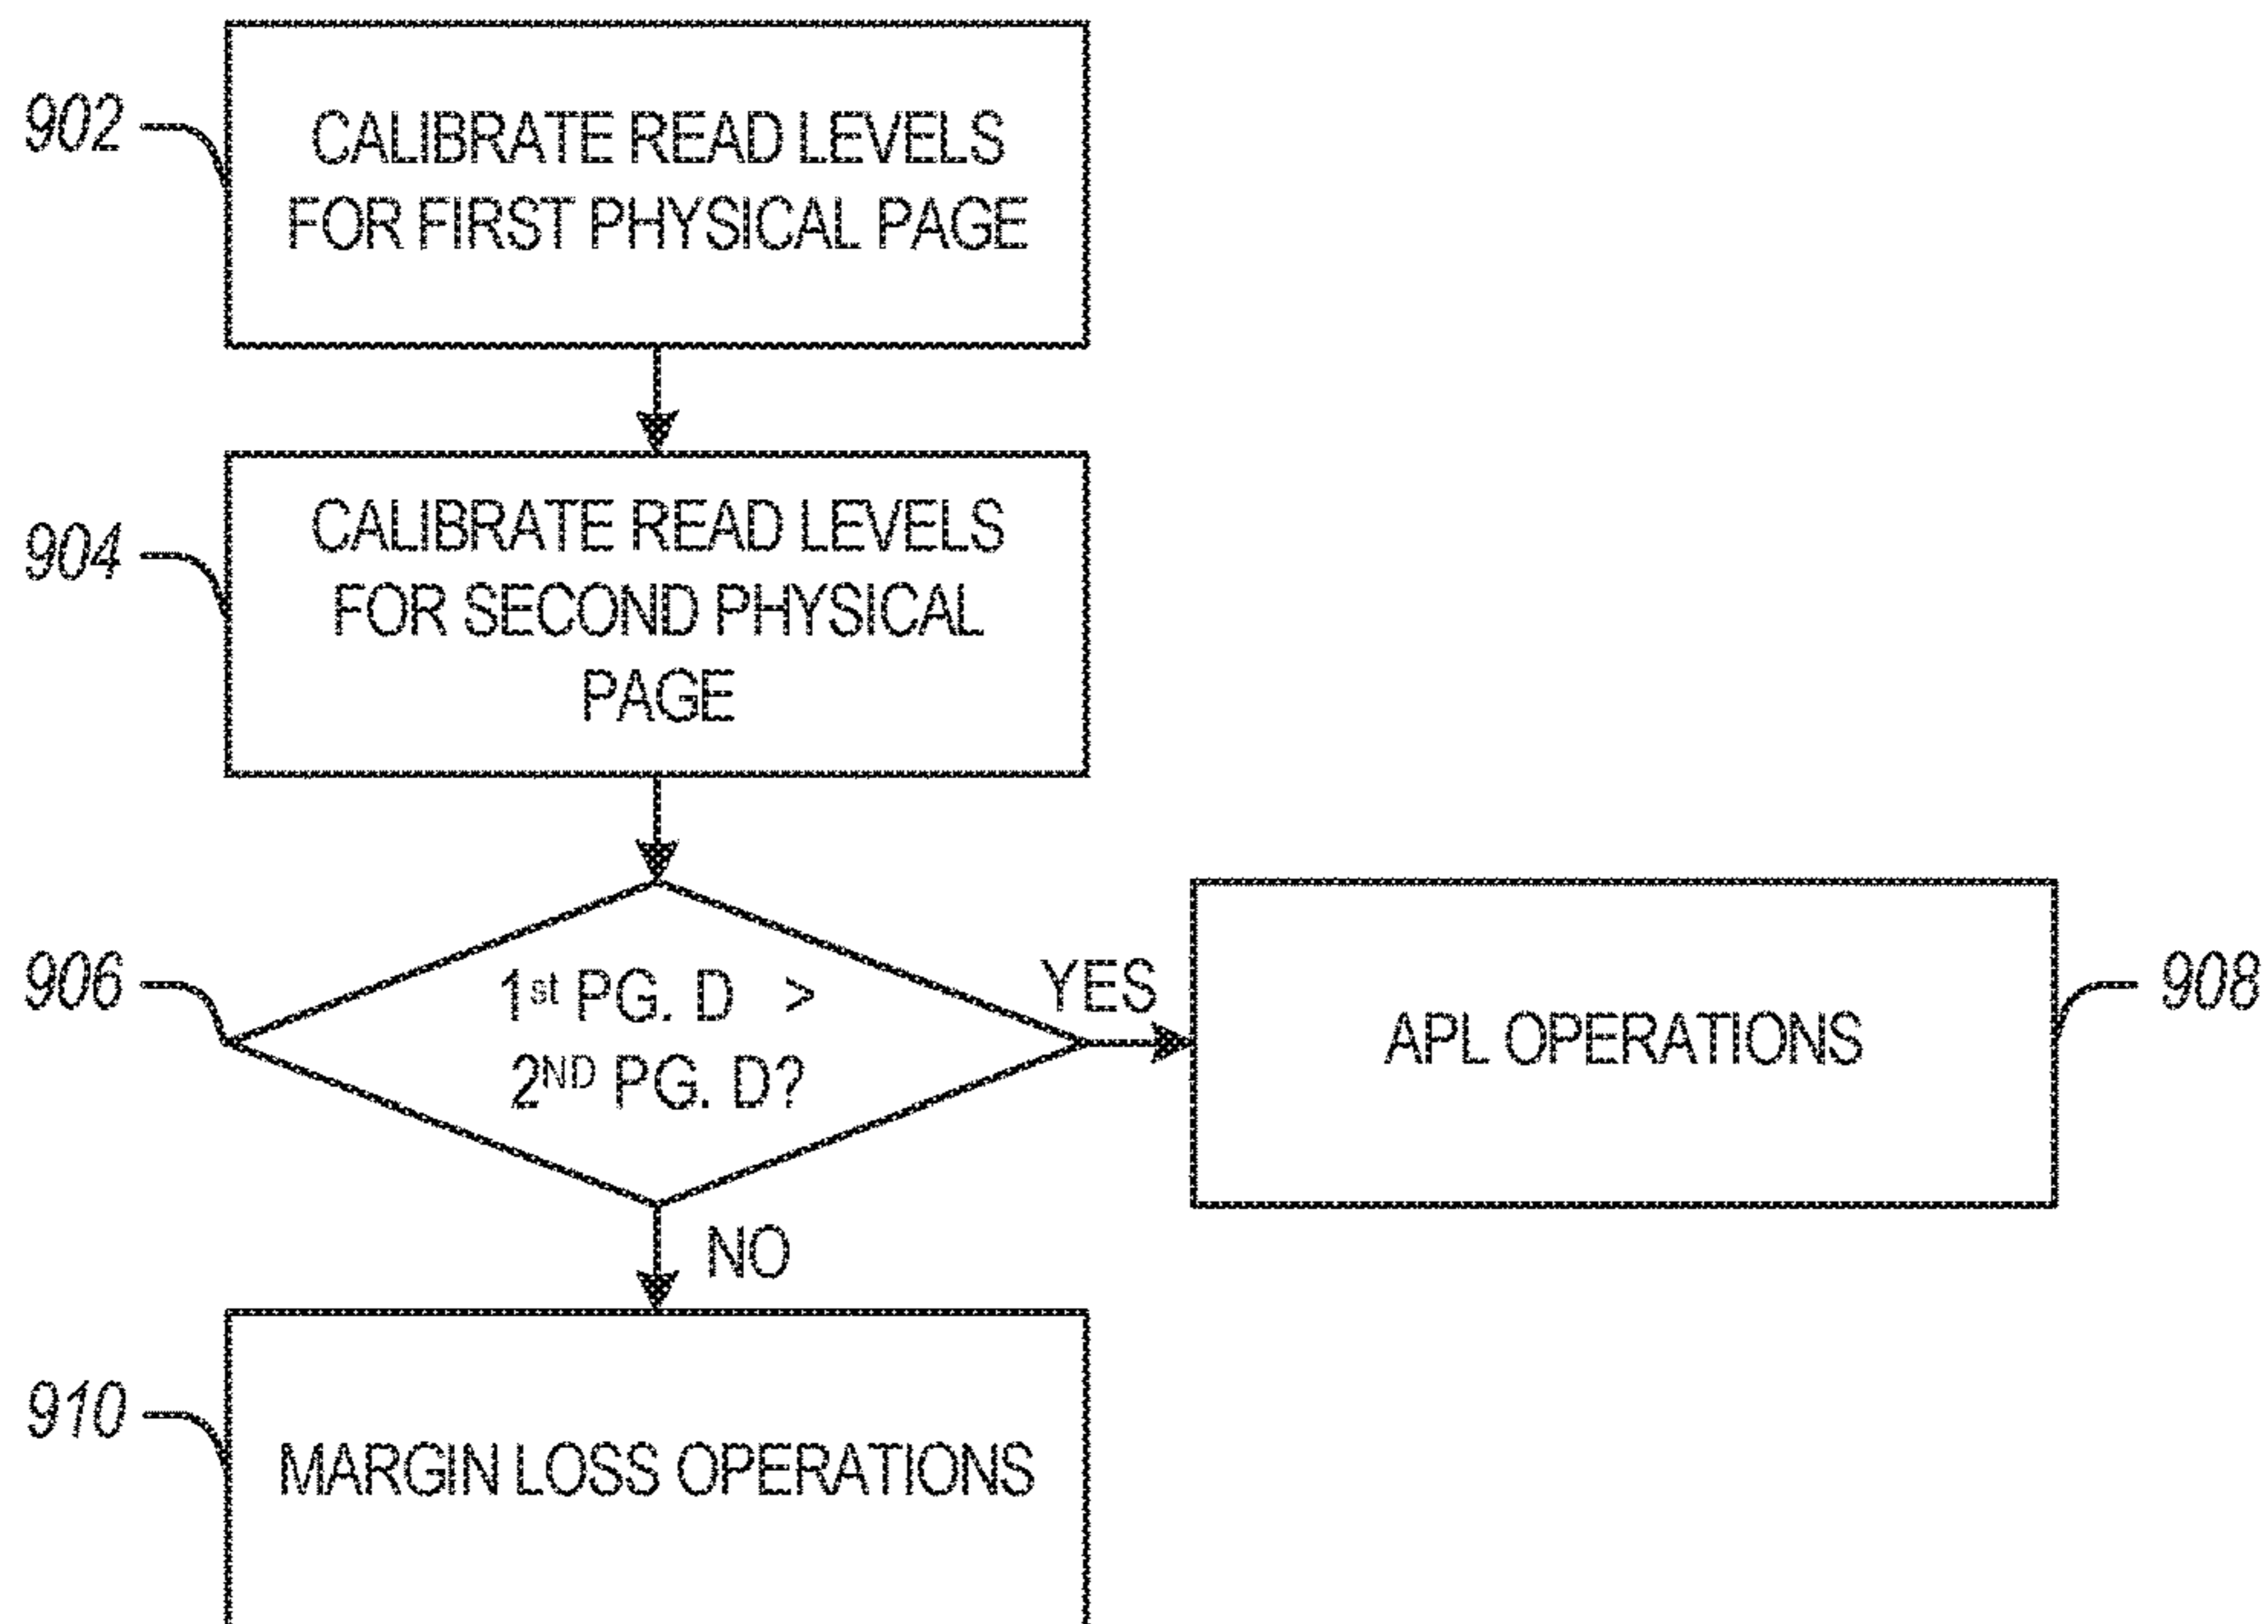 902
CALIBRATE READ LEVELS
FOR FIRST PHYSICAL PAGE
904
CALIBRATE READ LEVELS
FOR SECOND PHYSICAL
PAGE
906
1st PG. D >
2ND PG. D?
YES
APL OPERATIONS
908
NO
910
MARGIN LOSS OPERATIONS